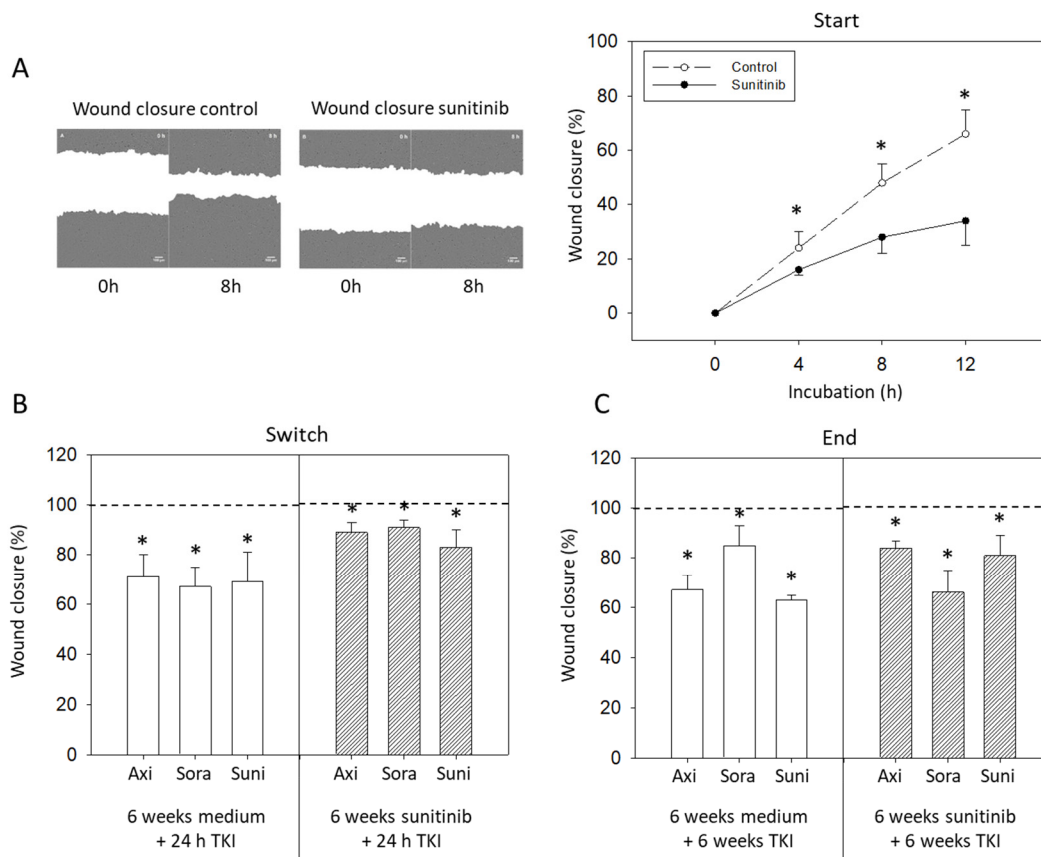 A
Wound closure control
Wound closure sunitinib
A
0 h
8 h
B
0 h
8 h
0h
8h
0h
8h
Start
100
80
60
40
20
0
Wound closure (%)
Control
Sunitinib
*
*
*
0
4
8
12
Incubation (h)
B
Switch
120
100
80
60
40
20
0
Wound closure (%)
* * * * * *
Axi Sora Suni Axi Sora Suni
6 weeks medium
+ 24 h TKI
6 weeks sunitinib
+ 24 h TKI
C
End
120
100
80
60
40
20
0
Wound closure (%)
* * * * * *
Axi Sora Suni Axi Sora Suni
6 weeks medium
+ 6 weeks TKI
6 weeks sunitinib
+ 6 weeks TKI